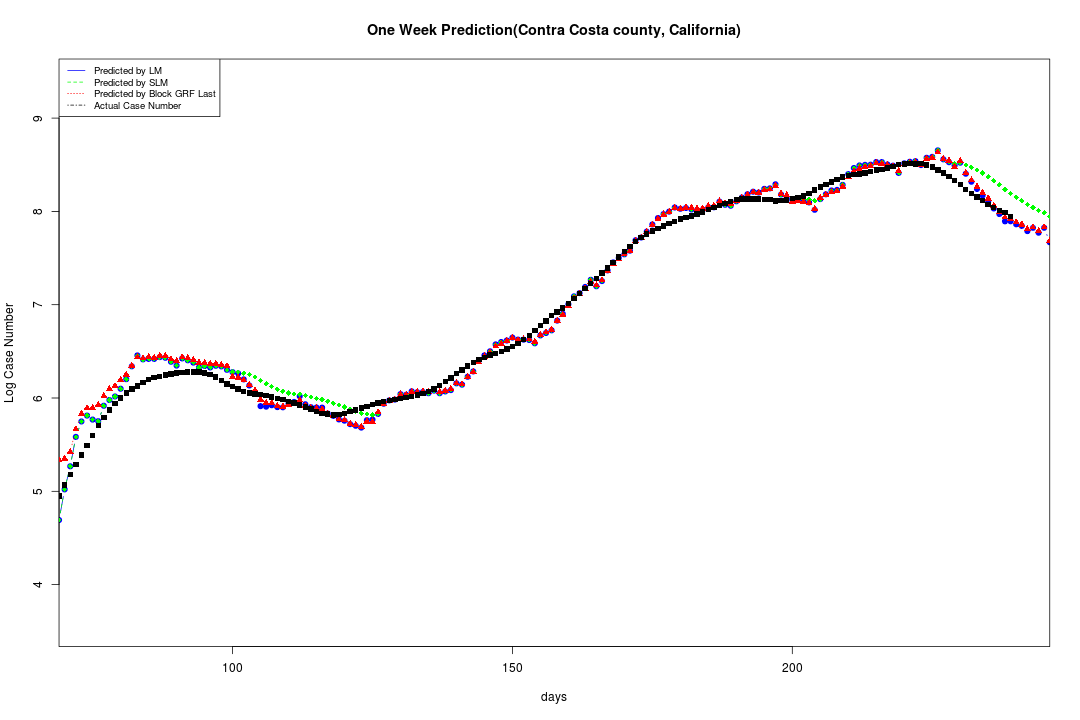 One Week Prediction(Contra Costa county, California)
Predicted by LM
Predicted by SLM
Predicted by Block GRF Last
Actual Case Number
9
8
7
6
5
4
Log Case Number
100
150
200
days